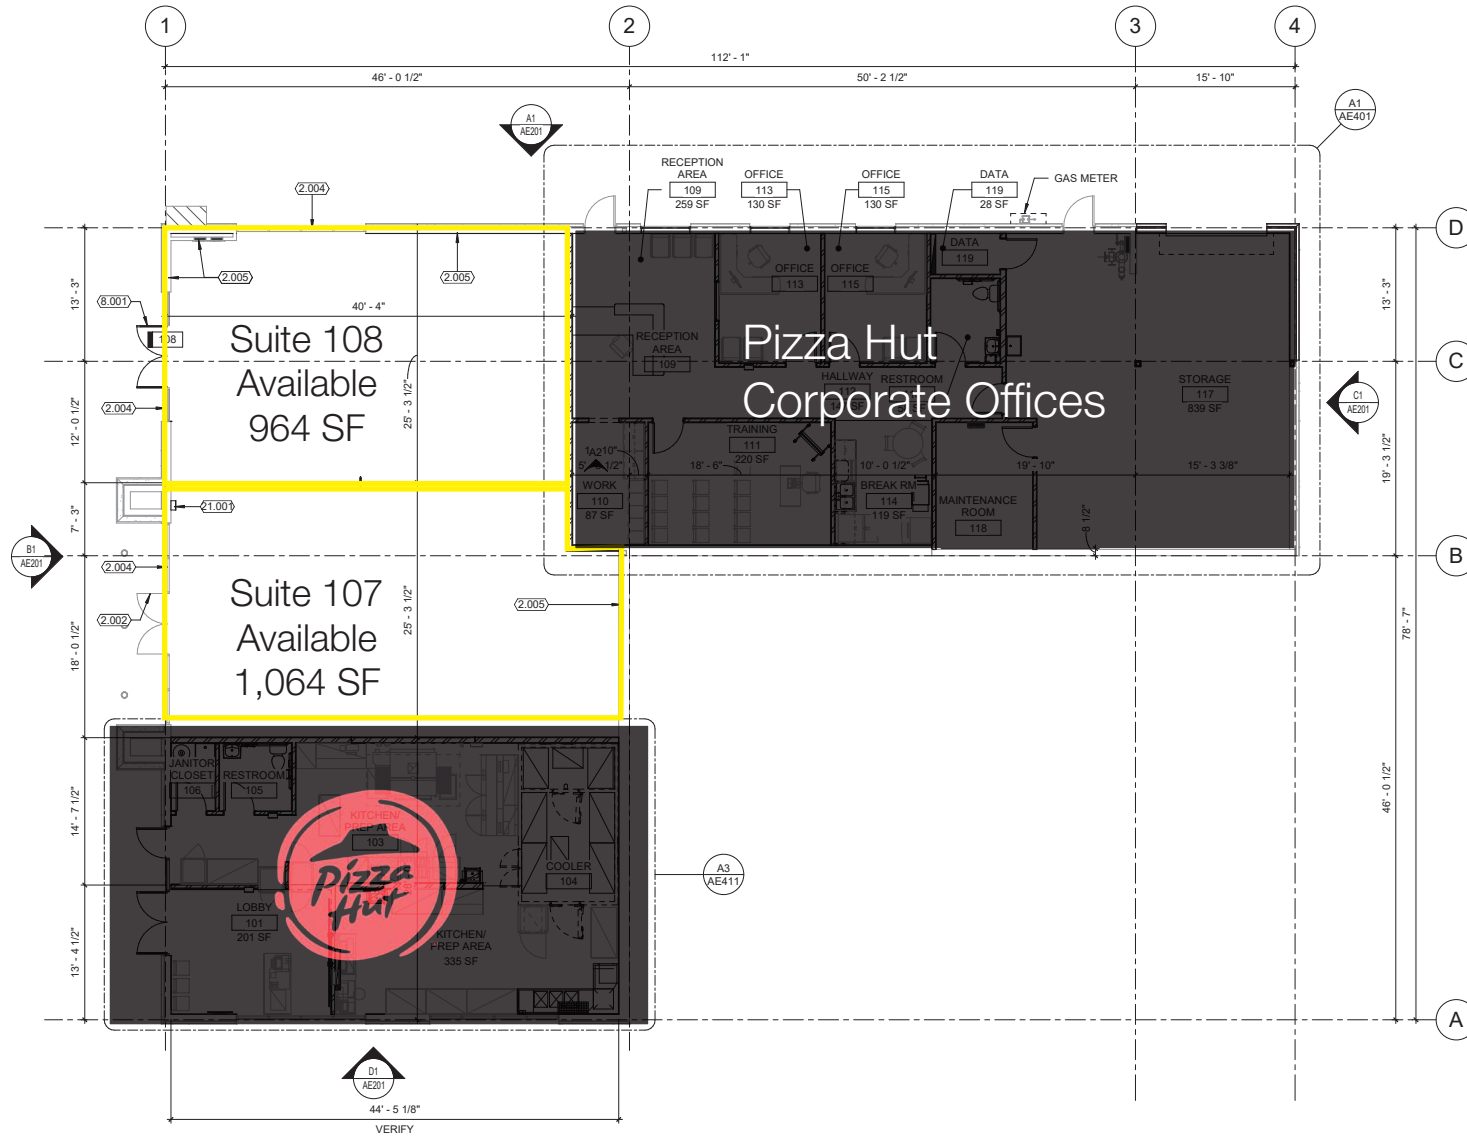 1
2
3
4
112' - 1"
46' - 0 1/2"
50' - 2 1/2"
15' - 10"
A1
AE201
A1
AE401
RECEPTION
AREA
109
259 SF
OFFICE
113
130 SF
OFFICE
115
130 SF
DATA
119
28 SF
GAS METER
2.004
D
DATA
119
2.005
2.005
OFFICE
113
OFFICE
115
13' - 3"
13' - 3"
8.001
40' - 4"
108
Suite 108
Available
964 SF
RECEPTION
AREA
109
Pizza Hut
Corporate Offices
C
HALLWAY
RESTROOM
STORAGE
117
839 SF
C1
AE201
2.004
12' - 0 1/2"
25' - 3 1/2"
TRAINING
111
220 SF
A2
18' - 6"
10' - 0 1/2"
19' - 10"
15' - 3 3/8"
19' - 3 1/2"
WORK
110
87 SF
BREAK RM
114
119 SF
MAINTENANCE
ROOM
118
21.001
7' - 3"
8 1/2"
B1
AE201
B
2.004
Suite 107
Available
1,064 SF
2.005
2.002
25' - 3 1/2"
18' - 0 1/2"
78' - 7"
JANITOR
CLOSET
106
RESTROOM
105
14' - 7 1/2"
46' - 0 1/2"
KITCHEN/
PREP AREA
103
COOLER
104
A3
AE411
Pizza
Hut
LOBBY
101
201 SF
KITCHEN/
PREP AREA
335 SF
13' - 4 1/2"
A
D1
AE201
44' - 5 1/8"
VERIFY